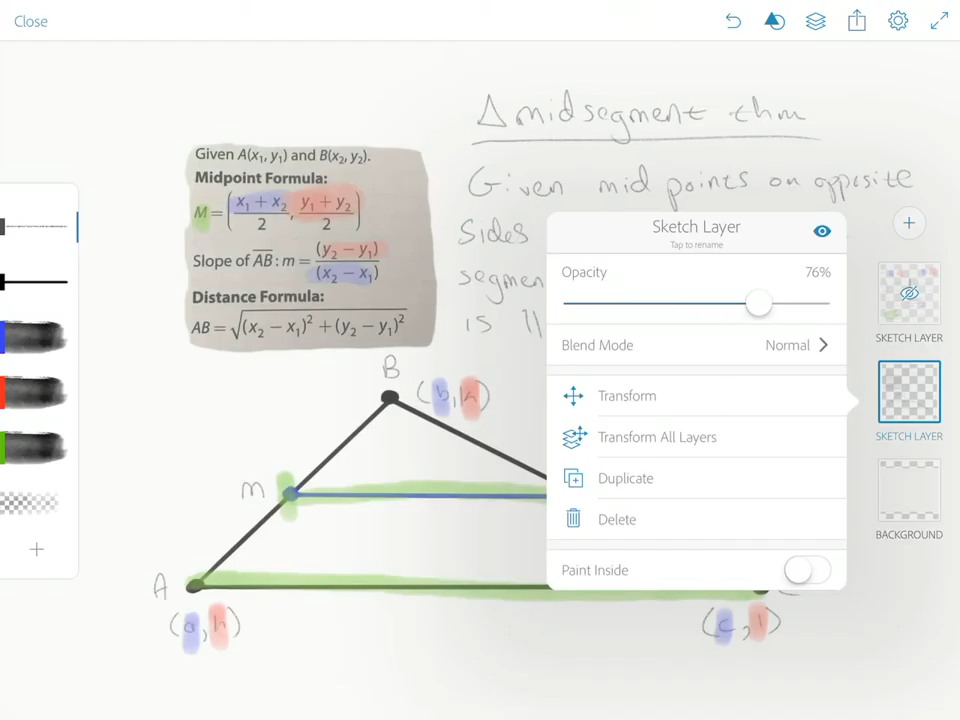 Close
Δ midsegment thm
Given A(x₁, y₁) and B(x₂, y₂).
Midpoint Formula:
M = ( x₁ + x₂ / 2 , y₁ + y₂ / 2 )
Slope of AB : m = (y₂ − y₁) / (x₂ − x₁)
Distance Formula:
AB = √(x₂ − x₁)² + (y₂ − y₁)²
Given mid points on opposite
Sides
segmen
is ||
Sketch Layer
Tap to rename
Opacity 76%
Blend Mode Normal
Transform
Transform All Layers
Duplicate
Delete
Paint Inside
SKETCH LAYER
SKETCH LAYER
BACKGROUND
B
M
A